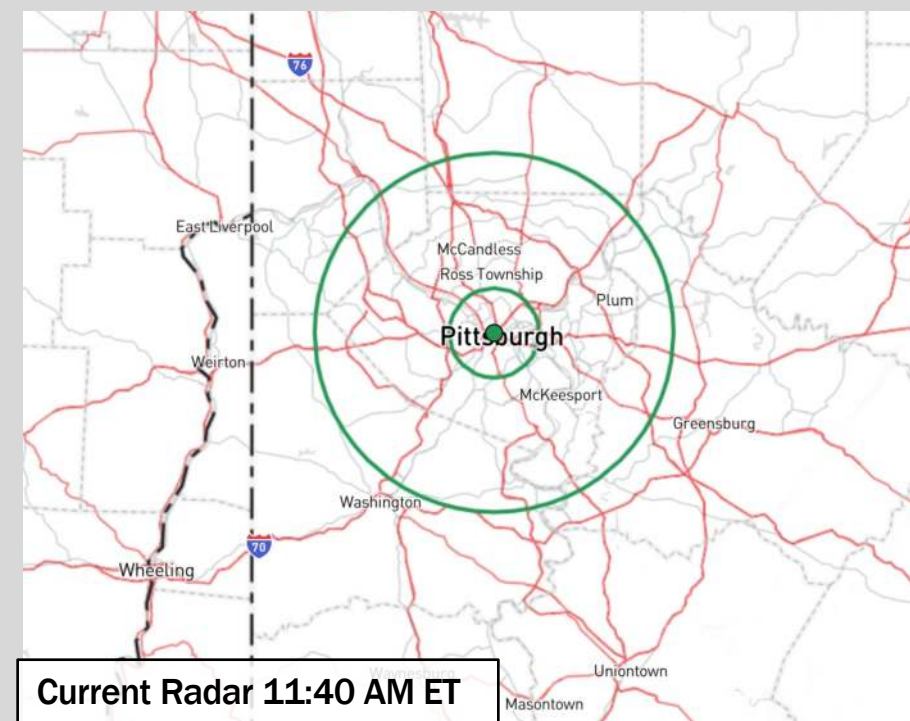 76
East Liverpool
McCandless
Ross Township
Plum
Pittsburgh
Weirton
McKeesport
Greensburg
Washington
70
Wheeling
Waynesburg
Uniontown
Current Radar 11:40 AM ET
Masontown